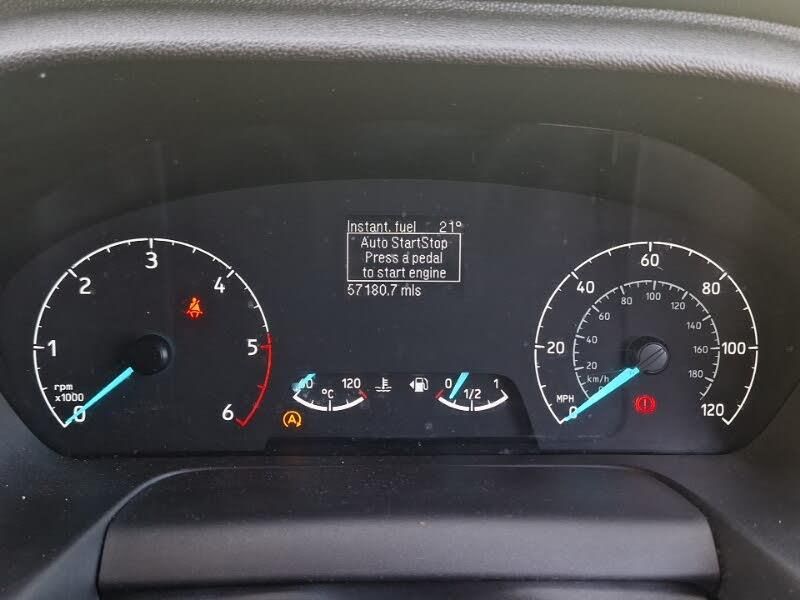 Instant. fuel 21°
Auto StartStop
Press a pedal
to start engine
57180.7 mls
0 1 2 3 4 5 6
rpm
x1000
60 120
°C
0 1/2 1
A
0 20 40 60 80 100 120
MPH
20 40 60 80 100 120 140 160 180
km/h